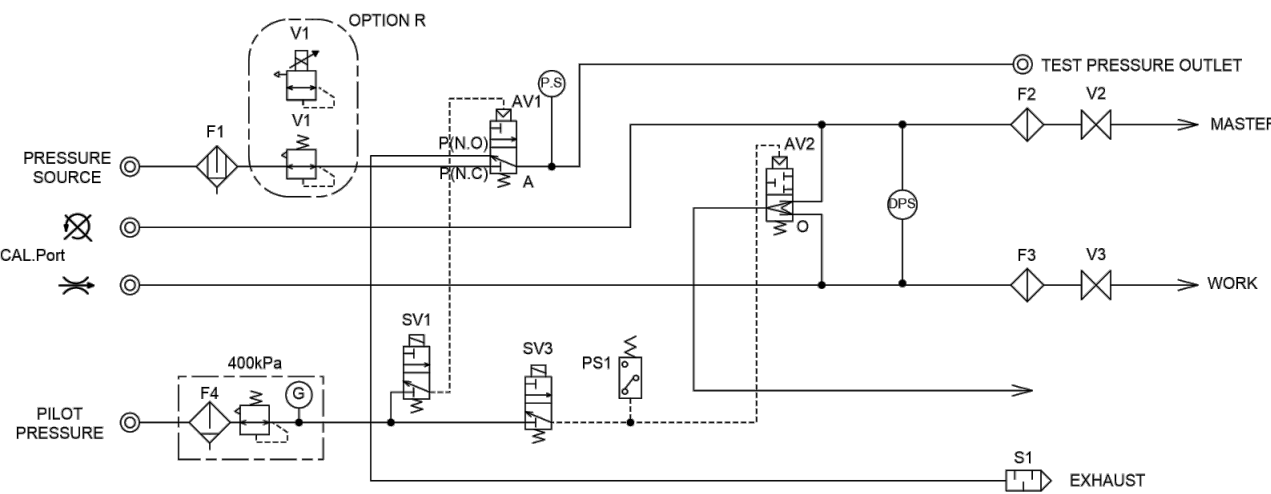 OPTION R
V1
TEST PRESSURE OUTLET
P.S
AV1
F2
V2
V1
F1
MASTER
P(N.O)
AV2
PRESSURE
SOURCE
P(N.C)
A
DPS
O
CAL.Port
F3
V3
WORK
SV1
SV3
PS1
400kPa
F4
G
PILOT
PRESSURE
S1
EXHAUST